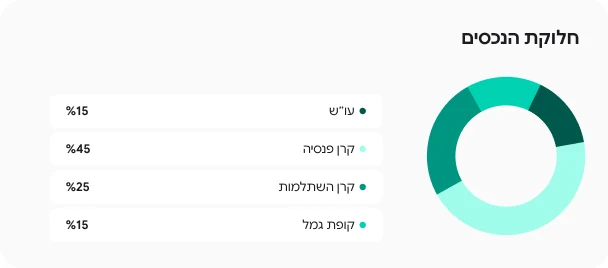 חלוקת הנכסים
עו״ש %15
קרן פנסיה %45
קרן השתלמות %25
קופת גמל %15